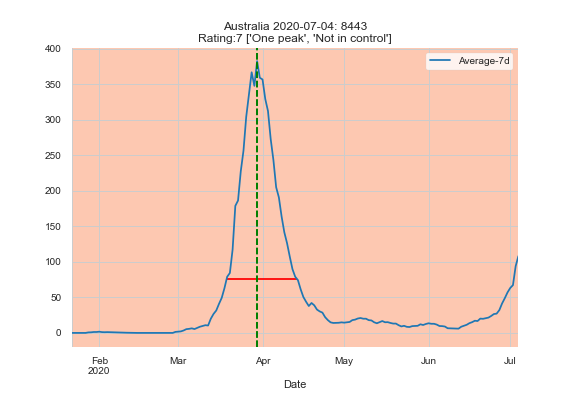 Australia 2020-07-04: 8443
Rating:7 ['One peak', 'Not in control']
Average-7d
400
350
300
250
200
150
100
50
0
Feb
2020
Mar
Apr
May
Jun
Jul
Date